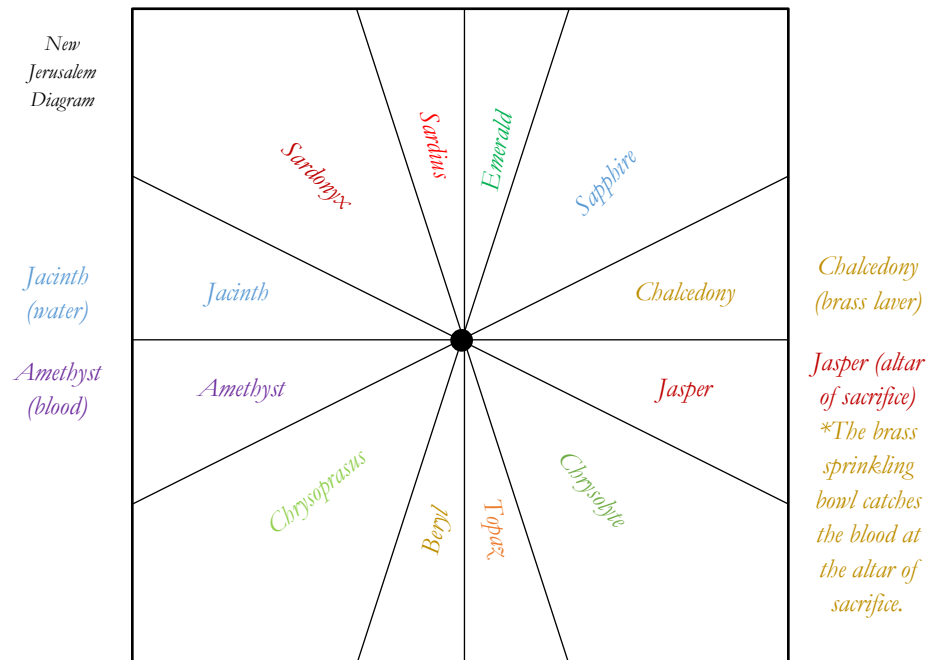 New
Jerusalem
Diagram
Sardius
Emerald
Sardonyx
Sapphire
Jacinth
(water)
Jacinth
Chalcedony
Chalcedony
(brass laver)
Amethyst
(blood)
Amethyst
Jasper
Jasper (altar
of sacrifice)
*The brass
sprinkling
bowl catches
the blood at
the altar of
sacrifice.
Chrysoprasus
Beryl
Topaz
Chrysolyte